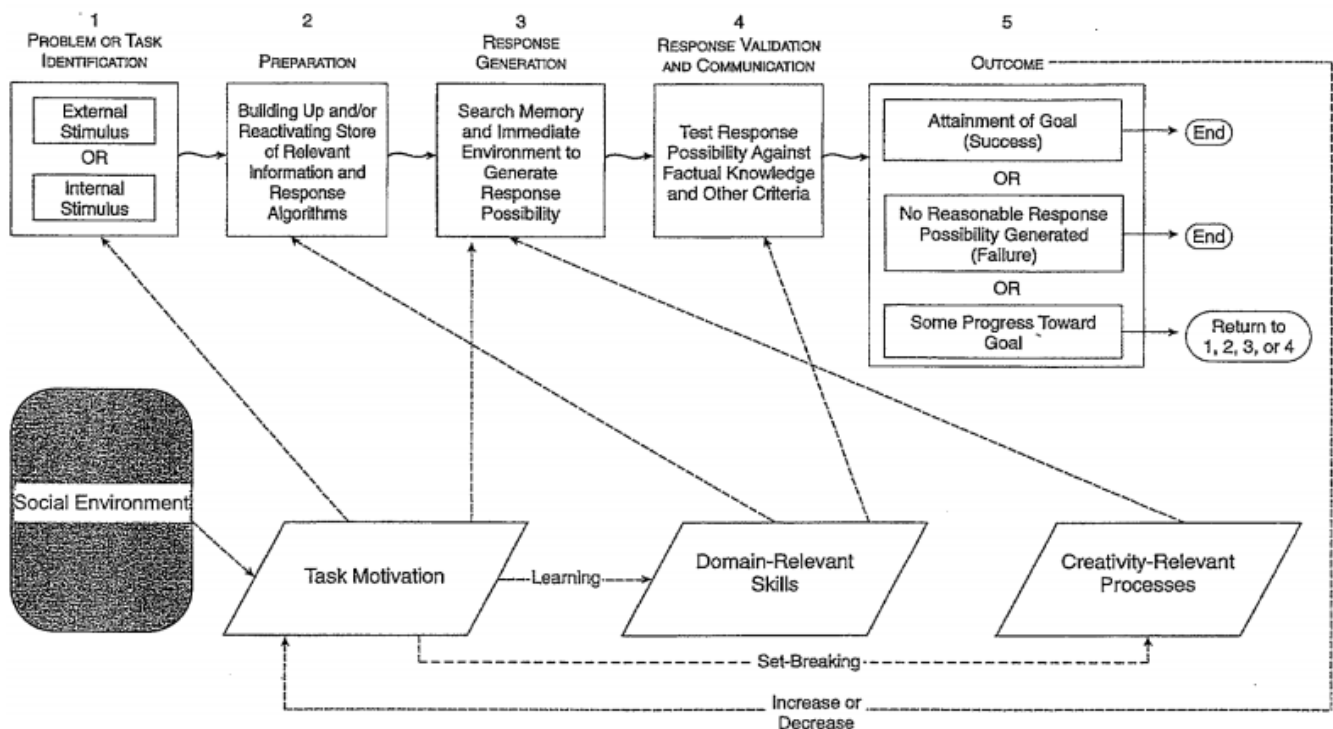 1
PROBLEM OR TASK
IDENTIFICATION
External
Stimulus
OR
Internal
Stimulus
2
PREPARATION
Building Up and/or
Reactivating Store
of Relevant
Information and
Response
Algorithms
3
RESPONSE
GENERATION
Search Memory
and Immediate
Environment to
Generate
Response
Possibility
4
RESPONSE VALIDATION
AND COMMUNICATION
Test Response
Possibility Against
Factual Knowledge
and Other Criteria
5
OUTCOME
Attainment of Goal
(Success)
End
OR
No Reasonable Response
Possibility Generated
(Failure)
End
OR
Some Progress Toward
Goal
Return to
1, 2, 3, or 4
Social Environment
Task Motivation
Learning
Domain-Relevant
Skills
Creativity-Relevant
Processes
Set-Breaking
Increase or
Decrease